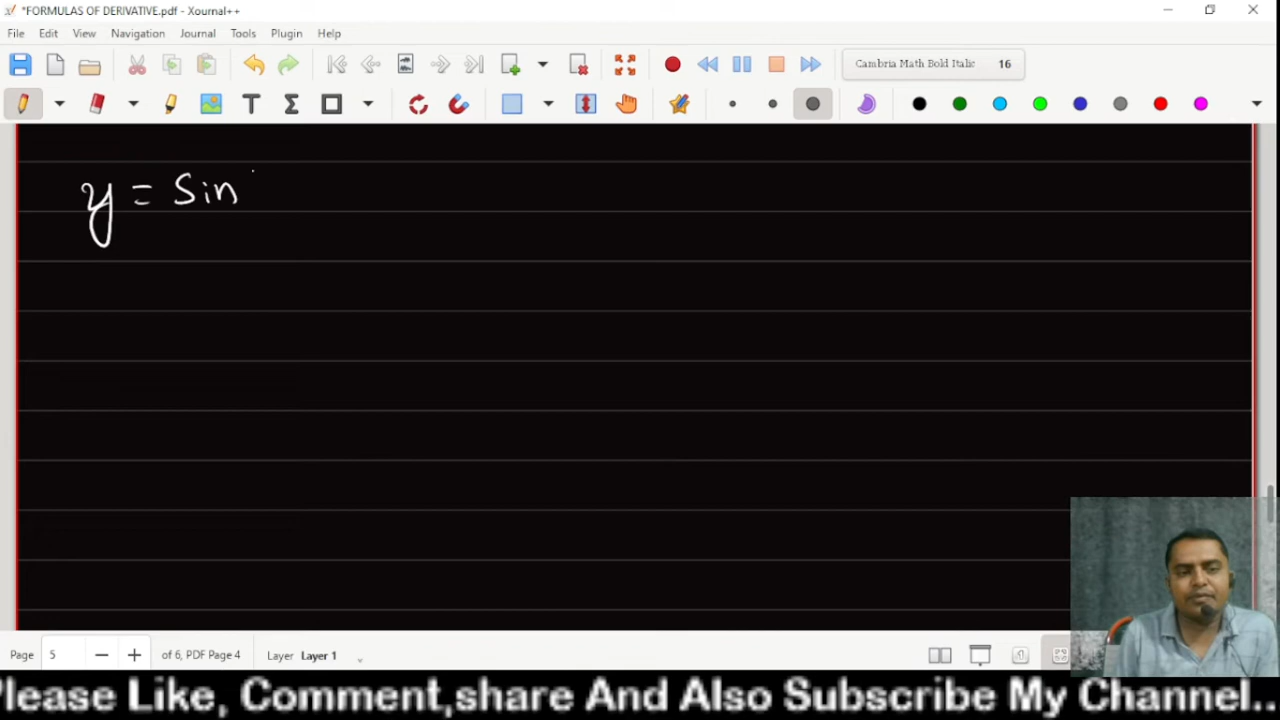 *FORMULAS OF DERIVATIVE.pdf - Xournal++
File Edit View Navigation Journal Tools Plugin Help
Cambria Math Bold Italic 16
y = Sin
Page 5 of 6, PDF Page 4 Layer Layer 1
Please Like, Comment,share And Also Subscribe My Channel..